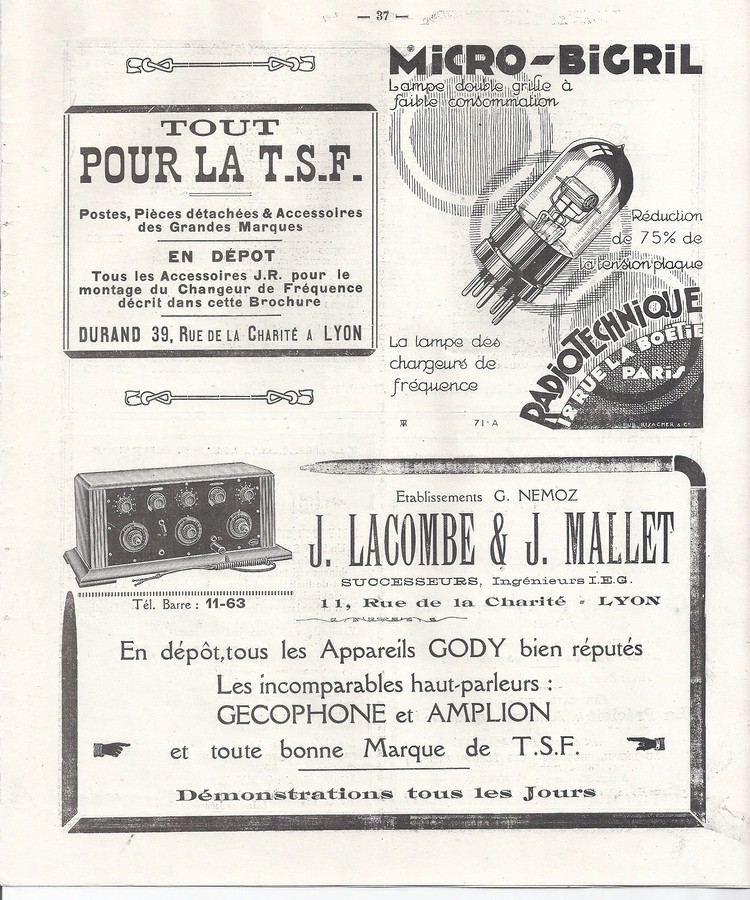 — 37 —
TOUT
POUR LA T.S.F.
Postes, Pièces détachées & Accessoires
des Grandes Marques
EN DÉPOT
Tous les Accessoires J.R. pour le
montage du Changeur de Fréquence
décrit dans cette Brochure
DURAND 39, RUE DE LA CHARITÉ A LYON
MiCRO-BiGRiL
Lampe double grille à
faible consommation
Réduction
de 75% de
la tension plaque
La lampe des
changeurs de
fréquence
RADiOTECHNiQUE
12 RUE LA BOËTIE
PARiS
71-A
PUB. RISACHER & Cº
Etablissements G. NEMOZ
J. LACOMBE & J. MALLET
SUCCESSEURS, Ingénieurs I.E.G.
11, Rue de la Charité - LYON
Tél. Barre : 11-63
En dépôt,tous les Appareils GODY bien réputés
Les incomparables haut-parleurs :
GECOPHONE et AMPLION
et toute bonne Marque de T.S.F.
Démonstrations tous les Jours